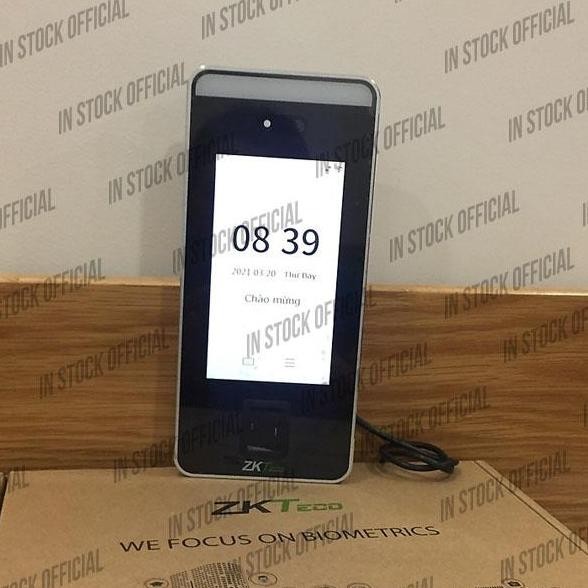 08 39
2021-03-20 Thứ Bảy
Chào mừng
ZKTeco
ZKTECO
WE FOCUS ON BIOMETRICS
IN STOCK OFFICIAL